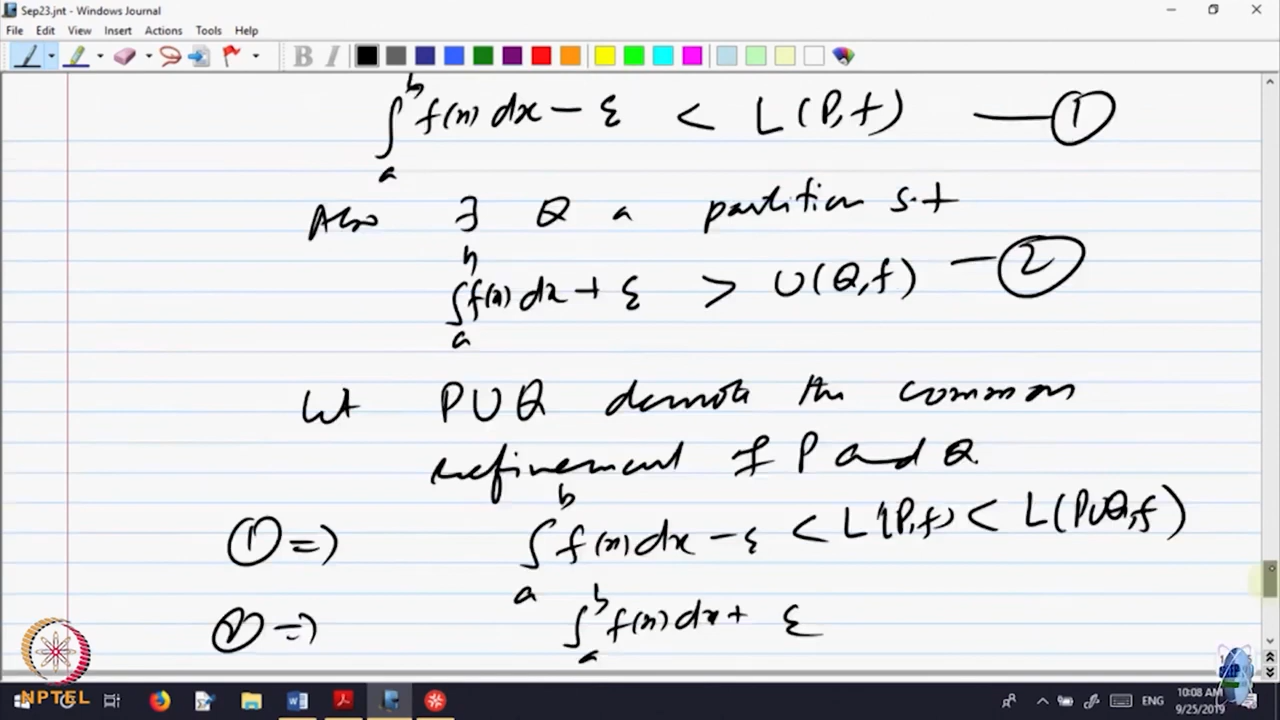 Sep23.jnt - Windows Journal
File Edit View Insert Actions Tools Help
B I
∫_a^b f(x) dx - ε < L(P, f) — ①
Also ∃ Q a partition s.t
∫_a^b f(x) dx + ε > U(Q, f) — ②
Let P U Q denote the common
refinement of P and Q
① => ∫_a^b f(x) dx - ε < L(P, f) < L(PUQ, f)
② => ∫_a^b f(x) dx + ε
NPTEL
ENG
10:08 AM
9/25/2019